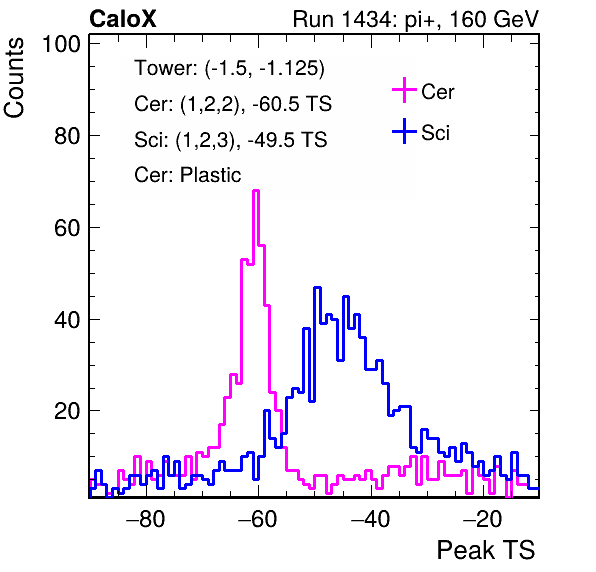 CaloX Run 1434: pi+, 160 GeV
Counts
100
80
60
40
20
Tower: (-1.5, -1.125)
Cer: (1,2,2), -60.5 TS
Sci: (1,2,3), -49.5 TS
Cer: Plastic
Cer
Sci
−80 −60 −40 −20
Peak TS